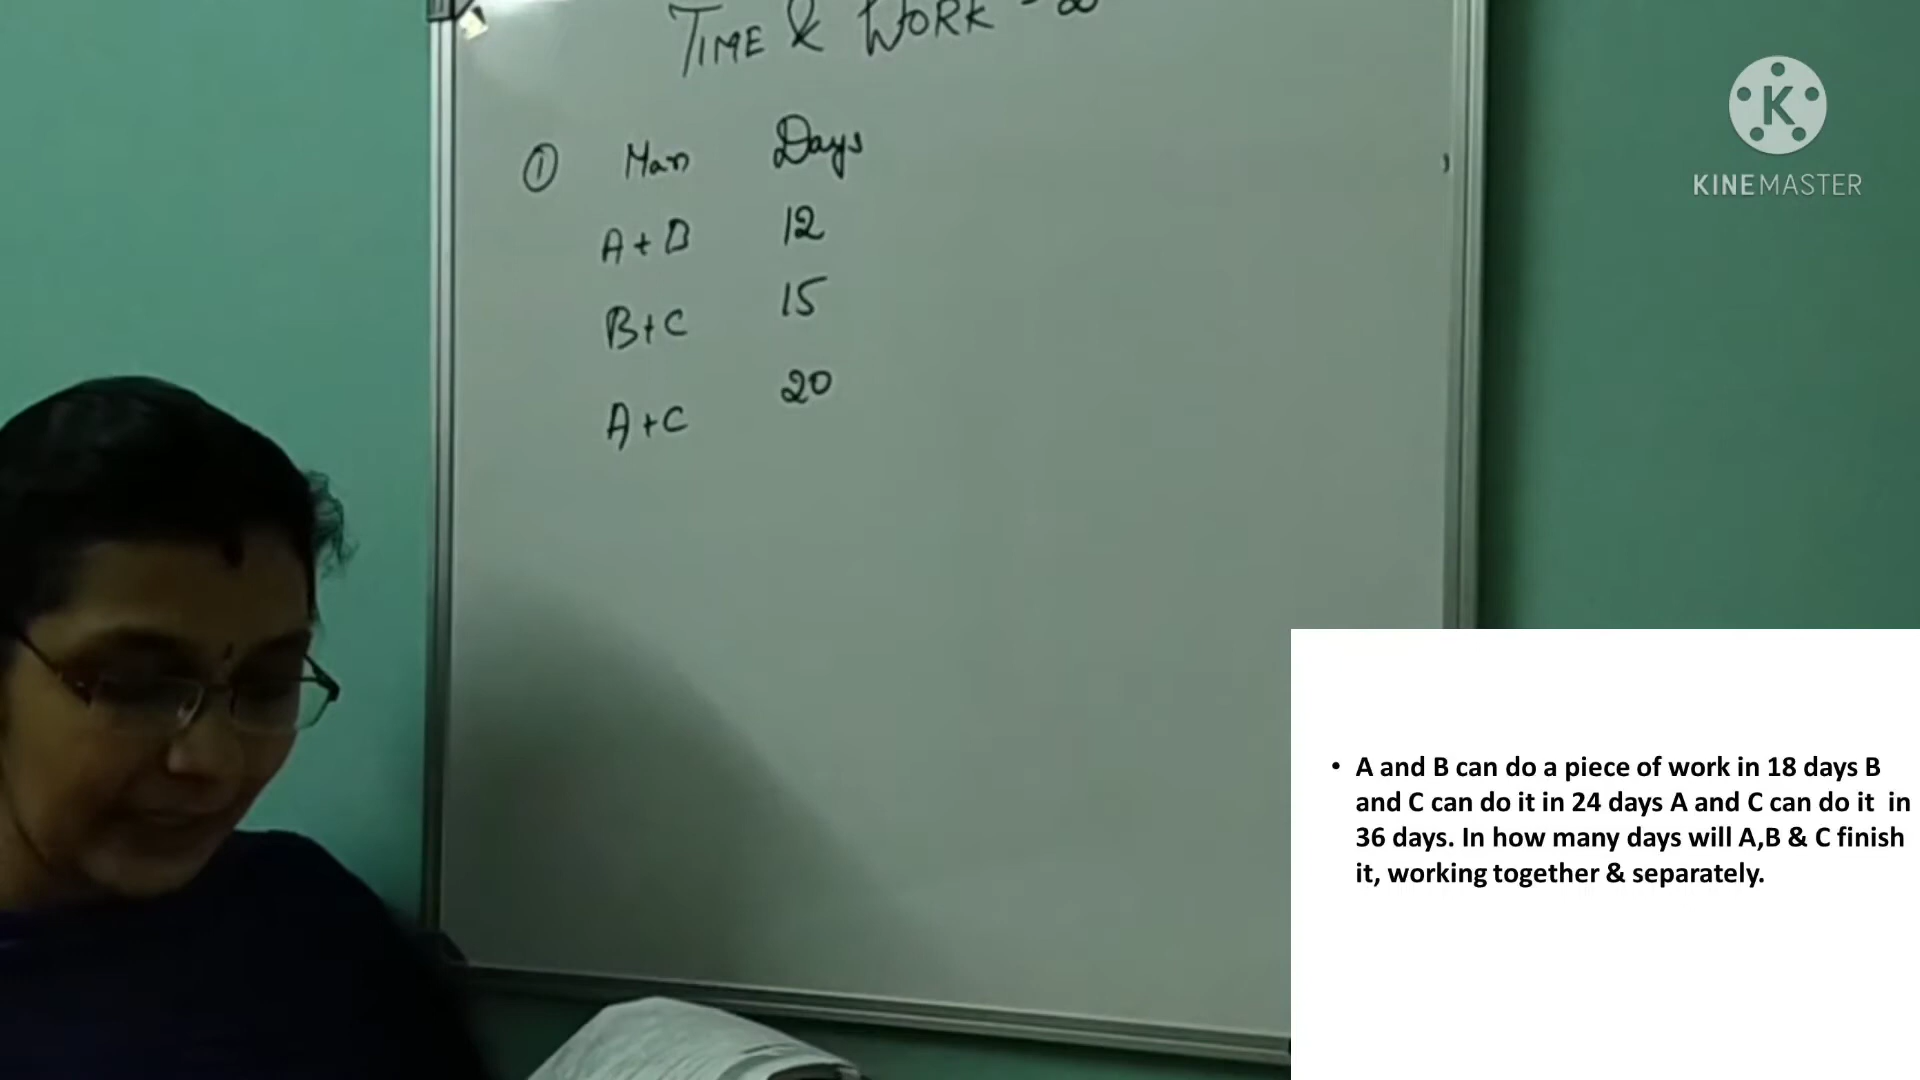 TIME & WORK -
① Man Days
A+B 12
B+C 15
A+C 20
K
KINEMASTER
• A and B can do a piece of work in 18 days B
and C can do it in 24 days A and C can do it in
36 days. In how many days will A,B & C finish
it, working together & separately.